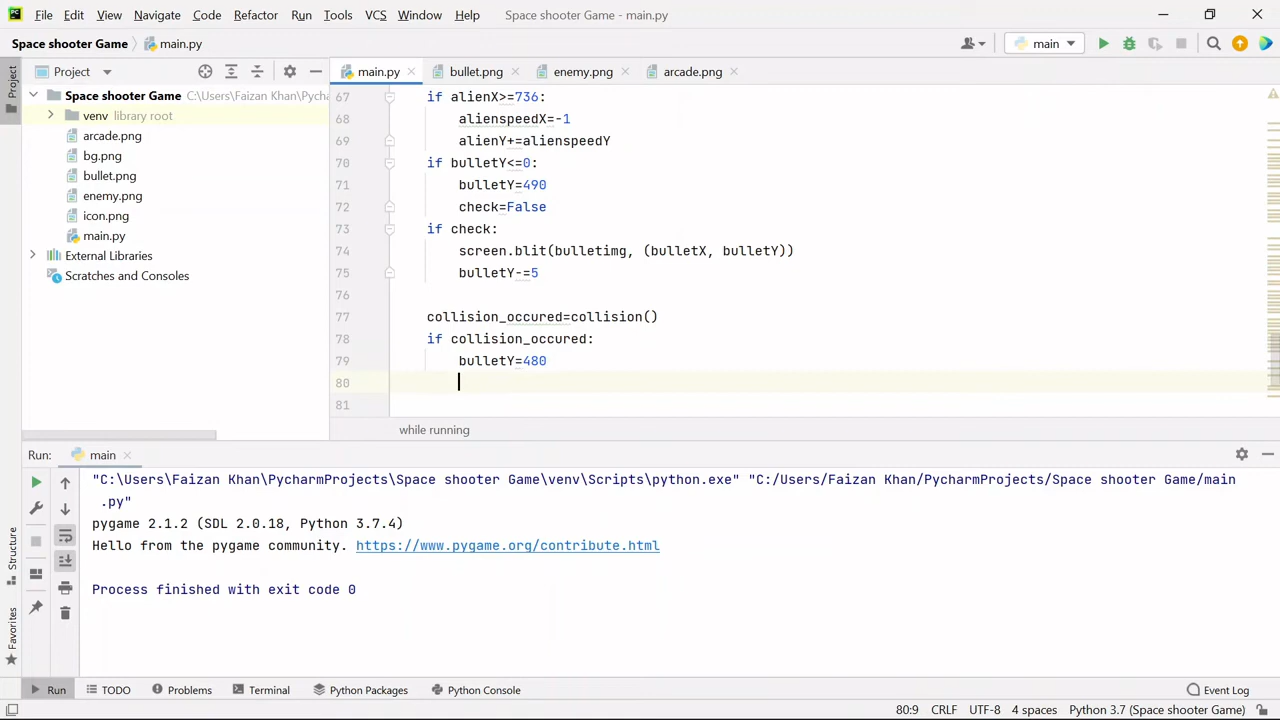 File Edit View Navigate Code Refactor Run Tools VCS Window Help Space shooter Game - main.py
Space shooter Game main.py main
Project
main.py bullet.png enemy.png arcade.png
Project
Space shooter Game C:\Users\Faizan Khan\Pycha
venv library root
arcade.png
bg.png
bullet.png
enemy.png
icon.png
main.py
External Libraries
Scratches and Consoles
67 if alienX>=736:
68 alienspeedX=-1
69 alienY+=alienspeedY
70 if bulletY<=0:
71 bulletY=490
72 check=False
73 if check:
74 screen.blit(bulletimg, (bulletX, bulletY))
75 bulletY-=5
76
77 collision_occured=collision()
78 if collision_occured:
79 bulletY=480
80
81
while running
Run: main
"C:\Users\Faizan Khan\PycharmProjects\Space shooter Game\venv\Scripts\python.exe" "C:/Users/Faizan Khan/PycharmProjects/Space shooter Game/main
.py"
pygame 2.1.2 (SDL 2.0.18, Python 3.7.4)
Hello from the pygame community. https://www.pygame.org/contribute.html
Process finished with exit code 0
Structure
Favorites
Run TODO Problems Terminal Python Packages Python Console Event Log
80:9 CRLF UTF-8 4 spaces Python 3.7 (Space shooter Game)